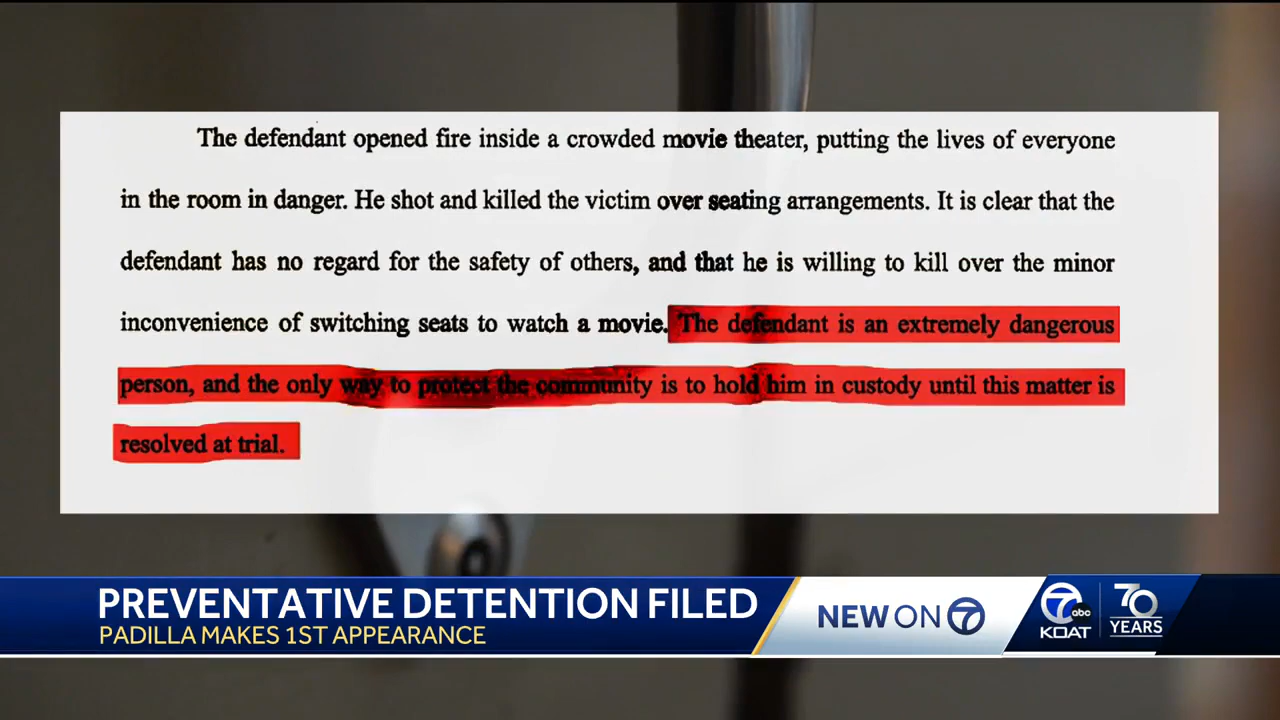 The defendant opened fire inside a crowded movie theater, putting the lives of everyone
in the room in danger. He shot and killed the victim over seating arrangements. It is clear that the
defendant has no regard for the safety of others, and that he is willing to kill over the minor
inconvenience of switching seats to watch a movie. The defendant is an extremely dangerous
person, and the only way to protect the community is to hold him in custody until this matter is
resolved at trial.
PREVENTATIVE DETENTION FILED
PADILLA MAKES 1ST APPEARANCE
NEW ON 7
7 abc
KOAT
70
YEARS